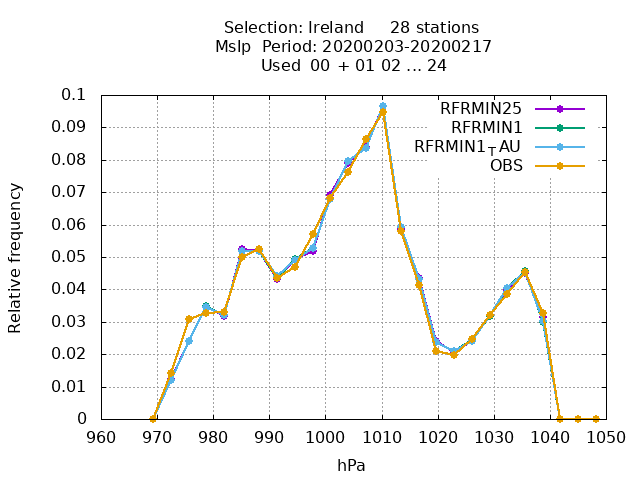 Selection: Ireland 28 stations
Mslp Period: 20200203-20200217
Used 00 + 01 02 ... 24
0.1
0.09
0.08
0.07
0.06
0.05
0.04
0.03
0.02
0.01
0
Relative frequency
RFRMIN25
RFRMIN1
RFRMIN1_TAU
OBS
960 970 980 990 1000 1010 1020 1030 1040 1050
hPa